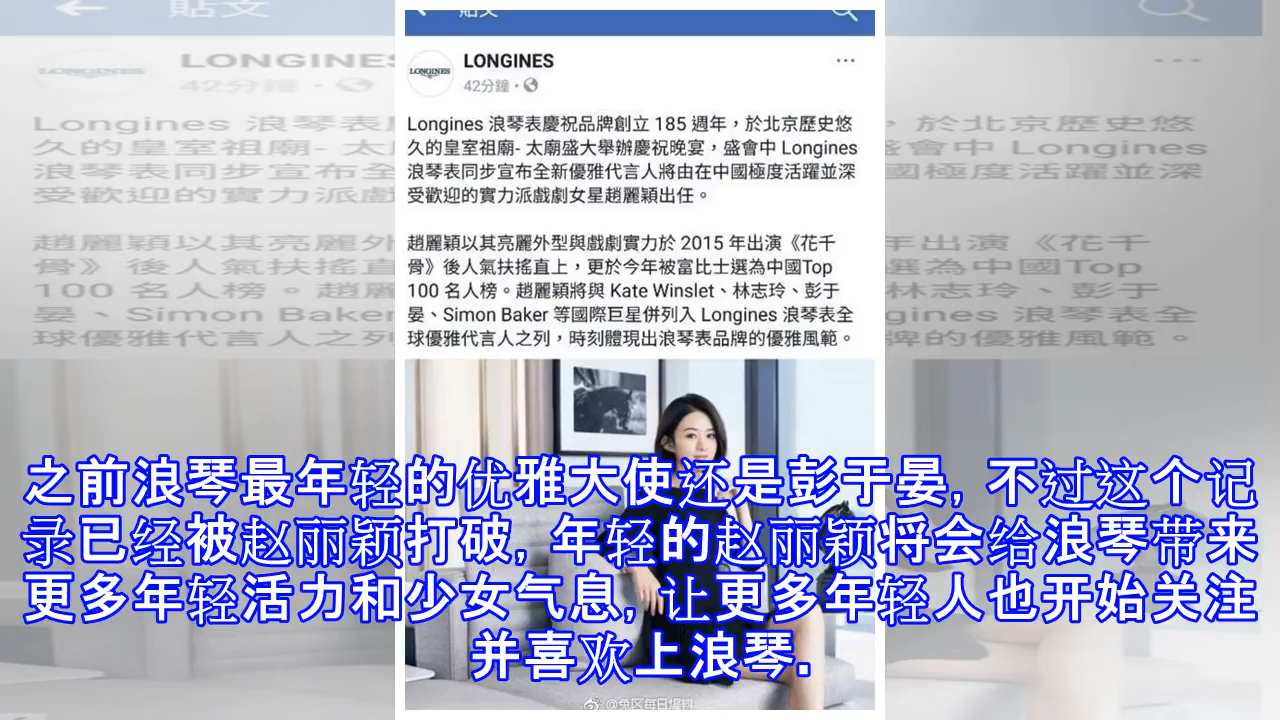 貼文
LONGINES
LONGINES
42分鐘
Longines 浪琴表慶祝品牌創立 185 週年，於北京歷史悠
久的皇室祖廟- 太廟盛大舉辦慶祝晚宴，盛會中 Longines
浪琴表同步宣布全新優雅代言人將由在中國極度活躍並深
受歡迎的實力派戲劇女星趙麗穎出任。
趙麗穎以其亮麗外型與戲劇實力於 2015 年出演《花千
骨》後人氣扶搖直上，更於今年被富比士選為中國Top
100 名人榜。趙麗穎將與 Kate Winslet、林志玲、彭于
晏、Simon Baker 等國際巨星併列入 Longines 浪琴表全
球優雅代言人之列，時刻體現出浪琴表品牌的優雅風範。
之前浪琴最年轻的优雅大使还是彭于晏, 不过这个记
录已经被赵丽颖打破, 年轻的赵丽颖将会给浪琴带来
更多年轻活力和少女气息, 让更多年轻人也开始关注
并喜欢上浪琴.
@兔区每日爆料